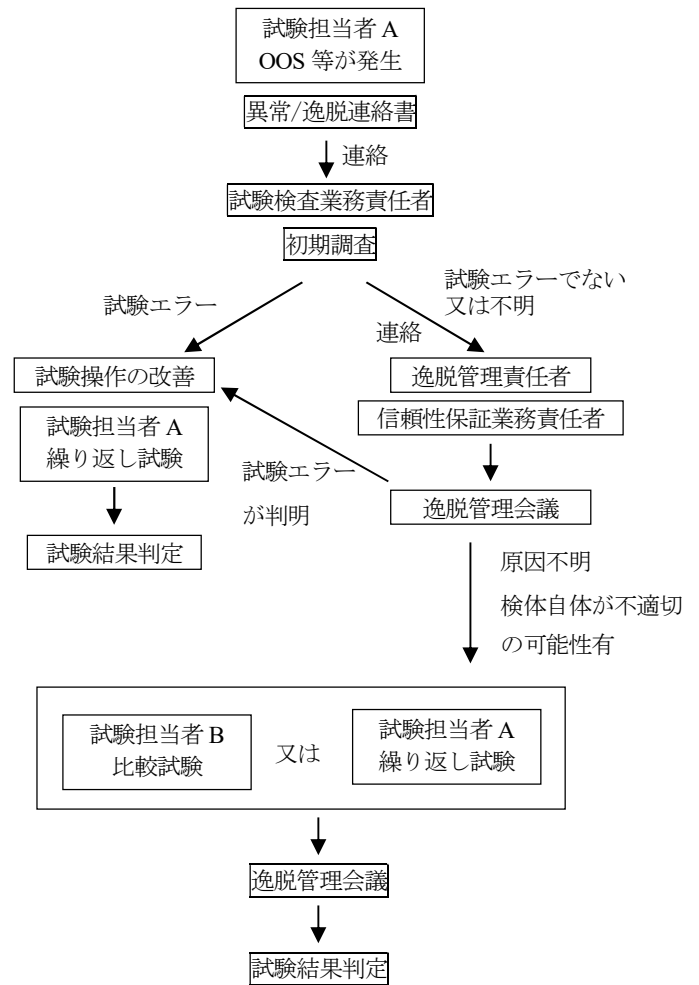 試験担当者 A
OOS 等が発生
異常/逸脱連絡書
連絡
試験検査業務責任者
初期調査
試験エラー
試験エラーでない
又は不明
連絡
試験操作の改善
逸脱管理責任者
試験担当者 A
繰り返し試験
信頼性保証業務責任者
試験エラー
が判明
逸脱管理会議
試験結果判定
原因不明
検体自体が不適切
の可能性有
試験担当者 B
比較試験
又は
試験担当者 A
繰り返し試験
逸脱管理会議
試験結果判定